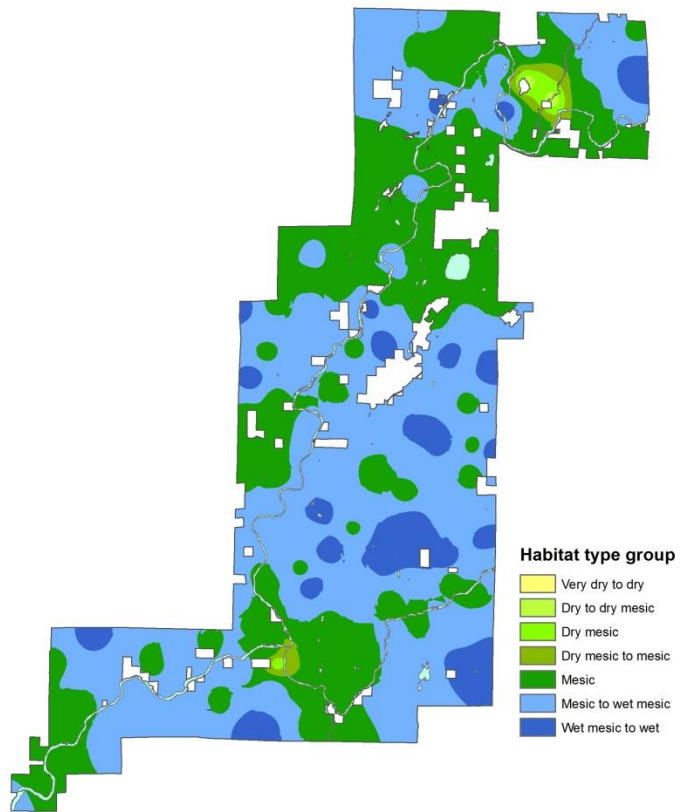 Habitat type group
Very dry to dry
Dry to dry mesic
Dry mesic
Dry mesic to mesic
Mesic
Mesic to wet mesic
Wet mesic to wet